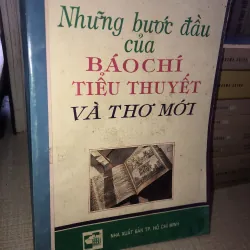 Những bước đầu
của
BÁO CHÍ
TIỂU THUYẾT
VÀ THƠ MỚI
NHÀ XUẤT BẢN TP. HỒ CHÍ MINH